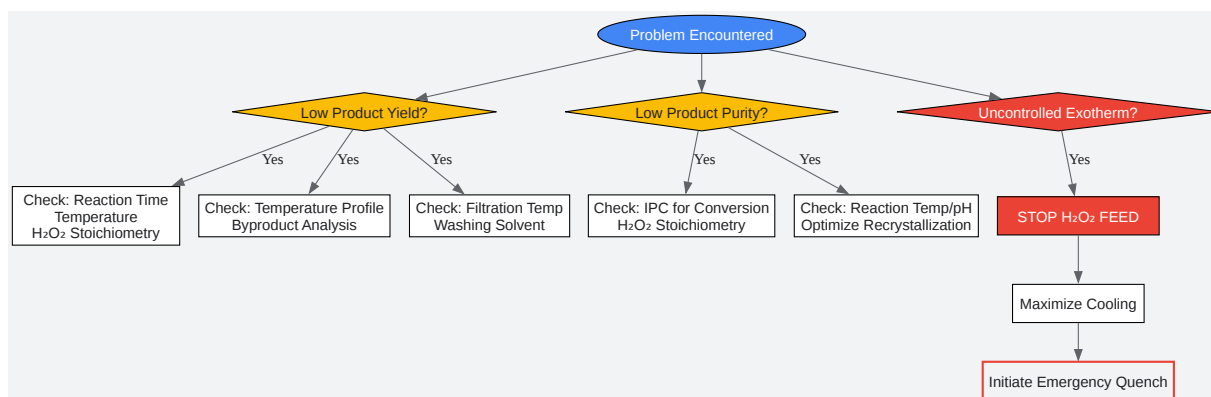 Problem Encountered
Low Product Yield?
Low Product Purity?
Uncontrolled Exotherm?
Yes
Yes
Yes
Yes
Yes
Yes
Check: Reaction Time
Temperature
H₂O₂ Stoichiometry
Check: Temperature Profile
Byproduct Analysis
Check: Filtration Temp
Washing Solvent
Check: IPC for Conversion
H₂O₂ Stoichiometry
Check: Reaction Temp/pH
Optimize Recrystallization
STOP H₂O₂ FEED
Maximize Cooling
Initiate Emergency Quench